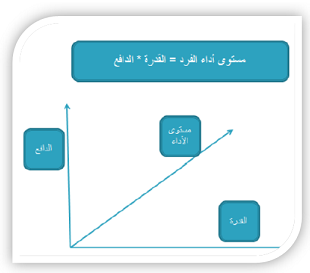 مستوى أداء الفرد = القدرة * الدافع
مستوى
الأداء
الدافع
القدرة